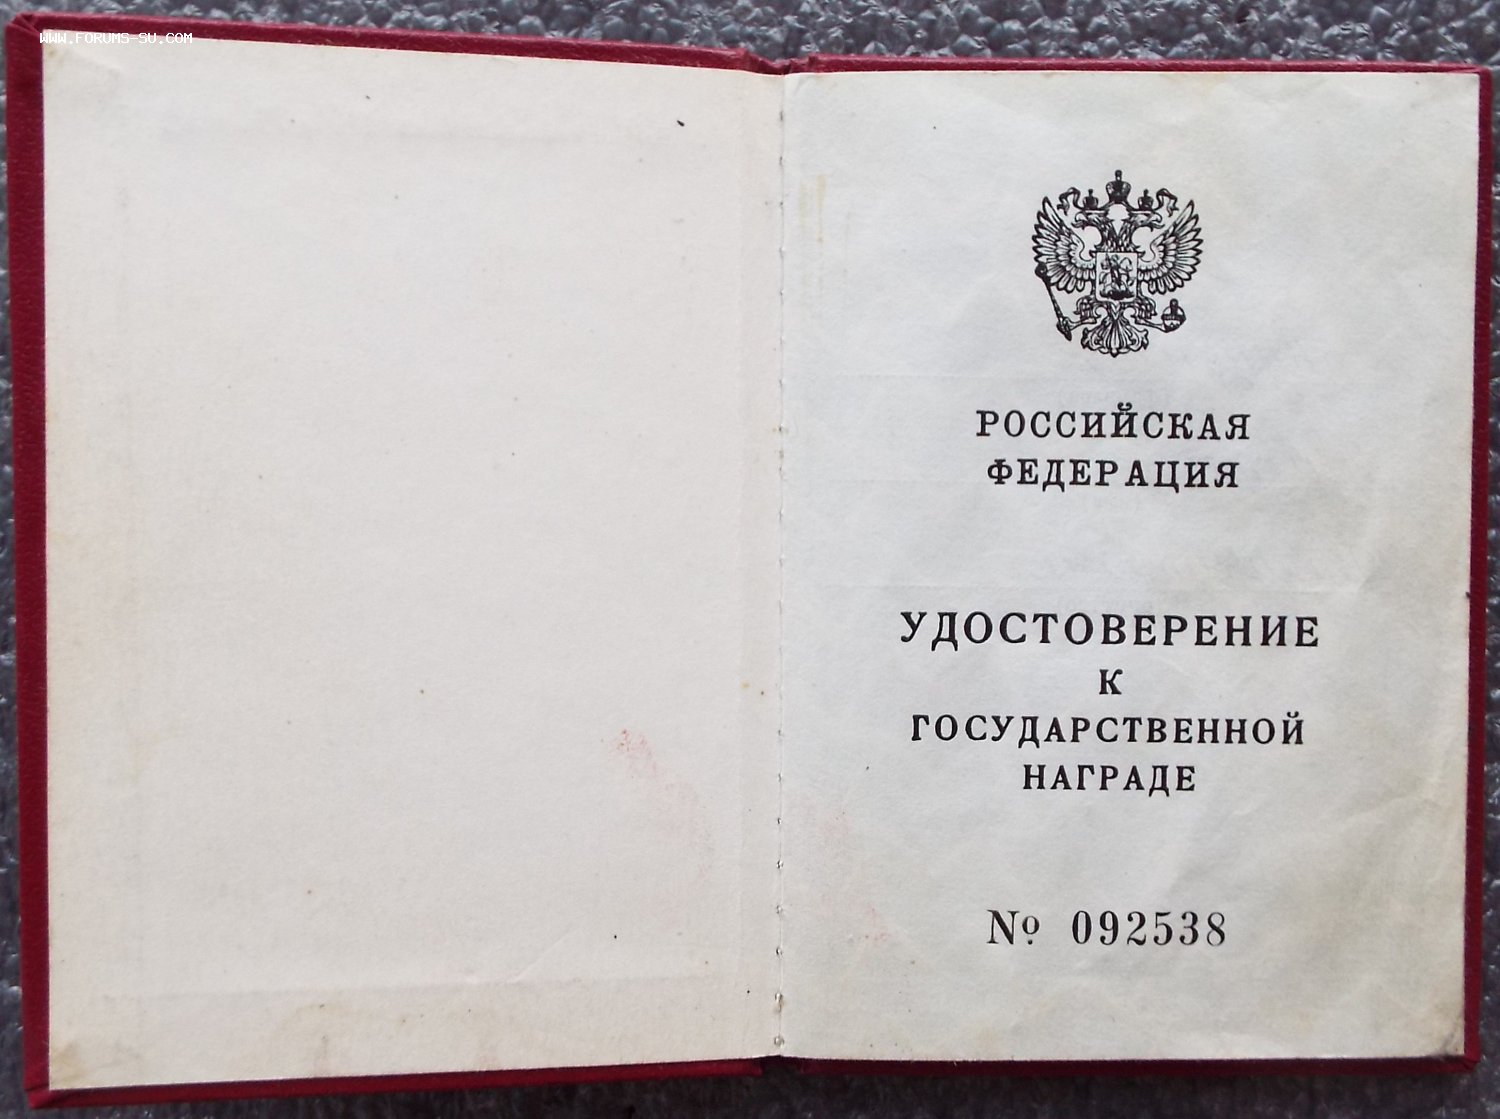 WWW.FORUMS-SU.COM
РОССИЙСКАЯ
ФЕДЕРАЦИЯ
УДОСТОВЕРЕНИЕ
К
ГОСУДАРСТВЕННОЙ
НАГРАДЕ
№ 092538